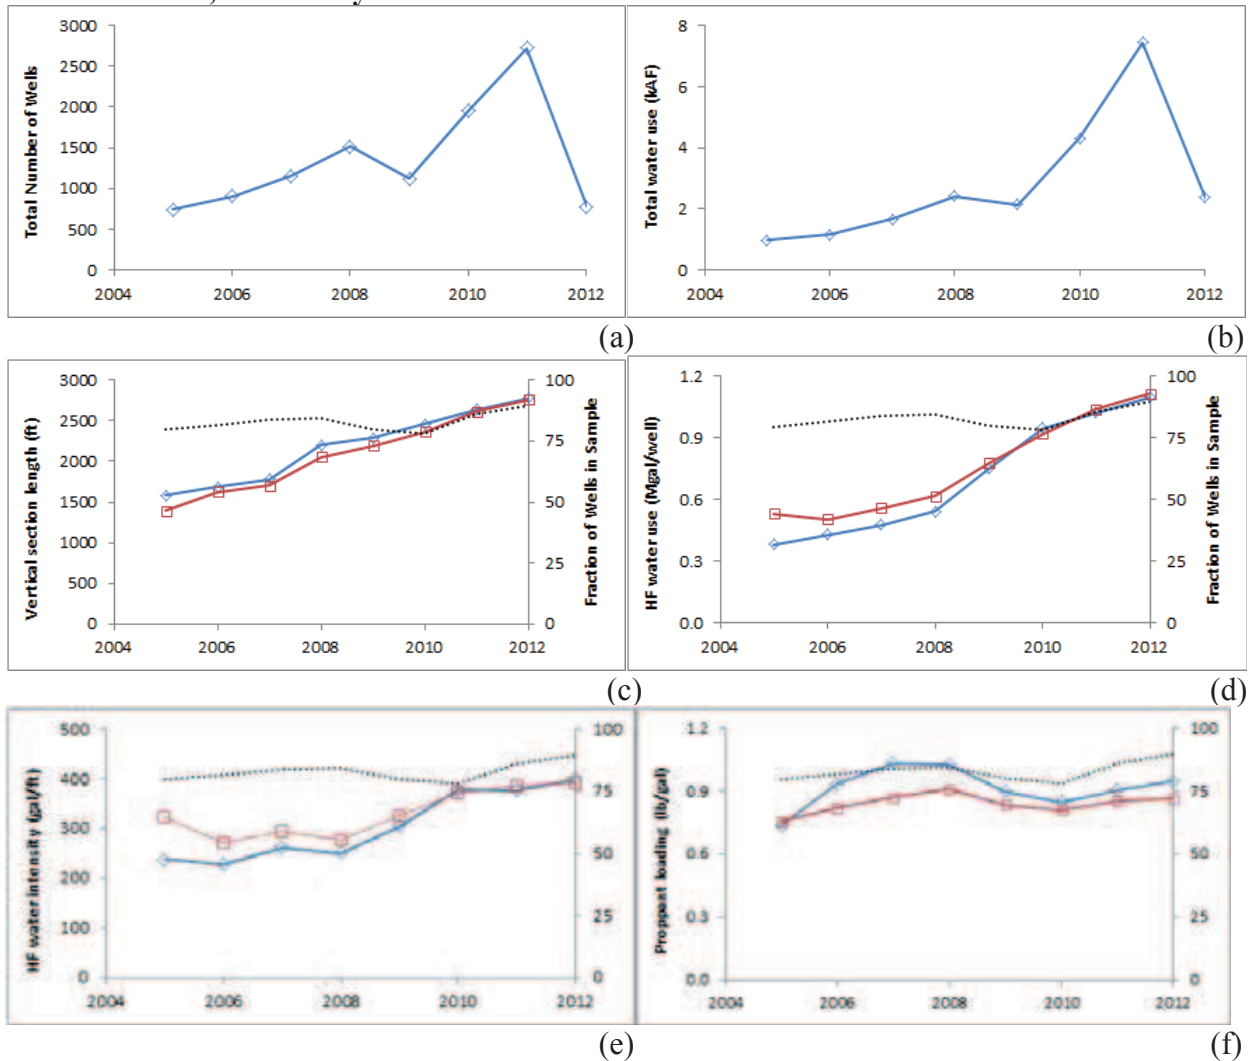 3000
2500
2000
1500
1000
500
0
Total Number of Wells
2004 2006 2008 2010 2012
(a)
8
6
4
2
0
Total water use (kAF)
2004 2006 2008 2010 2012
(b)
3000
2500
2000
1500
1000
500
0
Vertical section length (ft)
100
75
50
25
0
Fraction of Wells in Sample
2004 2006 2008 2010 2012
(c)
1.2
0.9
0.6
0.3
0.0
HF water use (Mgal/well)
100
75
50
25
0
Fraction of Wells in Sample
2004 2006 2008 2010 2012
(d)
500
400
300
200
100
0
HF water intensity (gal/ft)
100
75
50
25
0
2004 2006 2008 2010 2012
(e)
1.2
0.9
0.6
0.3
0.0
Proppant loading (lb/gal)
100
75
50
25
0
2004 2006 2008 2010 2012
(f)